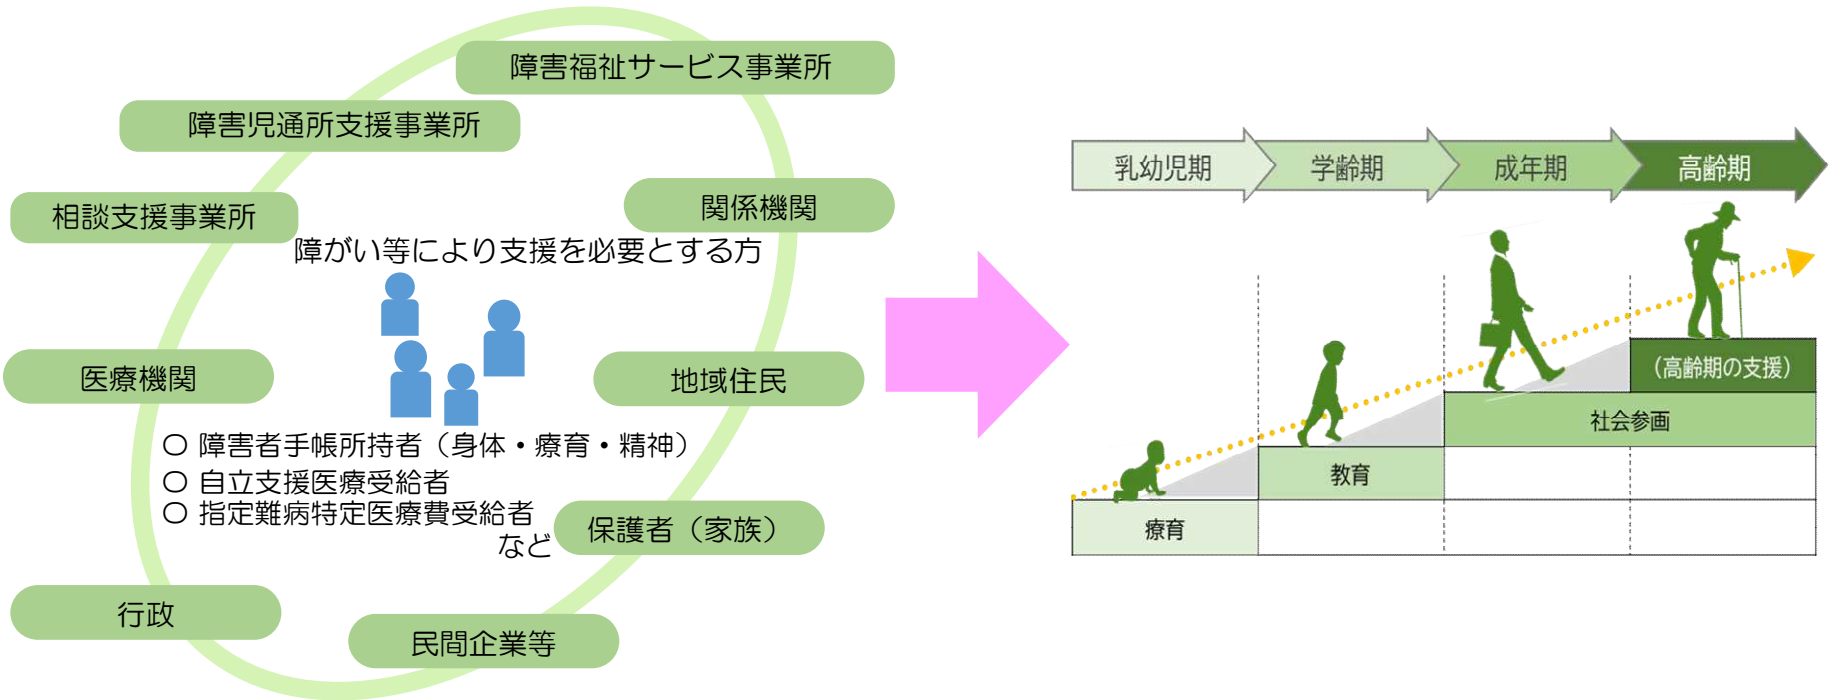 障害福祉サービス事業所
障害児通所支援事業所
相談支援事業所
関係機関
障がい等により支援を必要とする方
医療機関
地域住民
〇 障害者手帳所持者（身体・療育・精神）
〇 自立支援医療受給者
〇 指定難病特定医療費受給者
など
保護者（家族）
行政
民間企業等
乳幼児期
学齢期
成年期
高齢期
（高齢期の支援）
社会参画
教育
療育